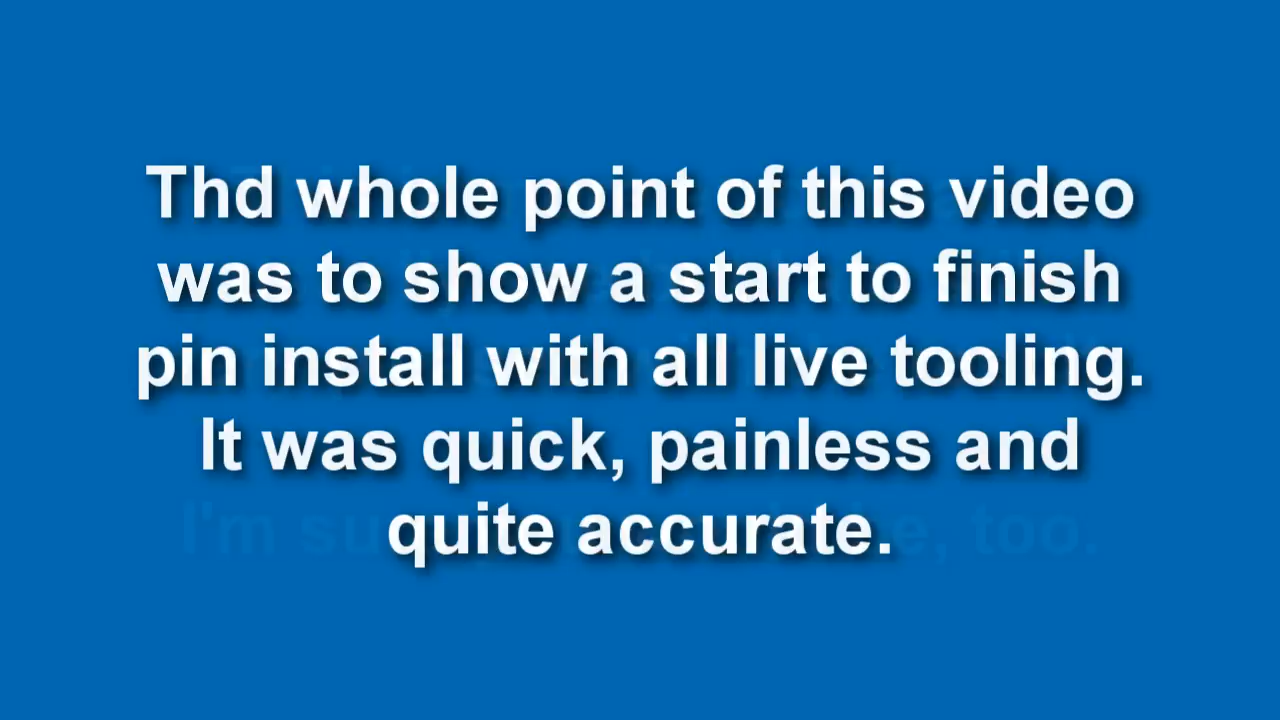 Thd whole point of this video
was to show a start to finish
pin install with all live tooling.
It was quick, painless and
quite accurate.
I'm too.